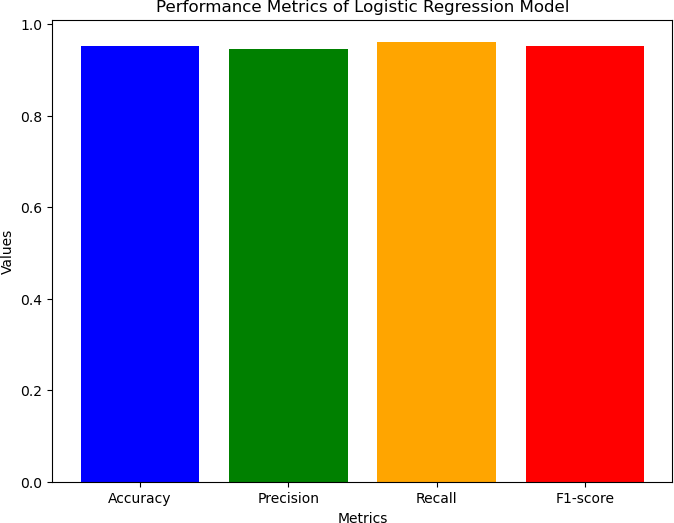 Performance Metrics of Logistic Regression Model
1.0
0.8
0.6
0.4
0.2
0.0
Values
Accuracy Precision Recall F1-score
Metrics